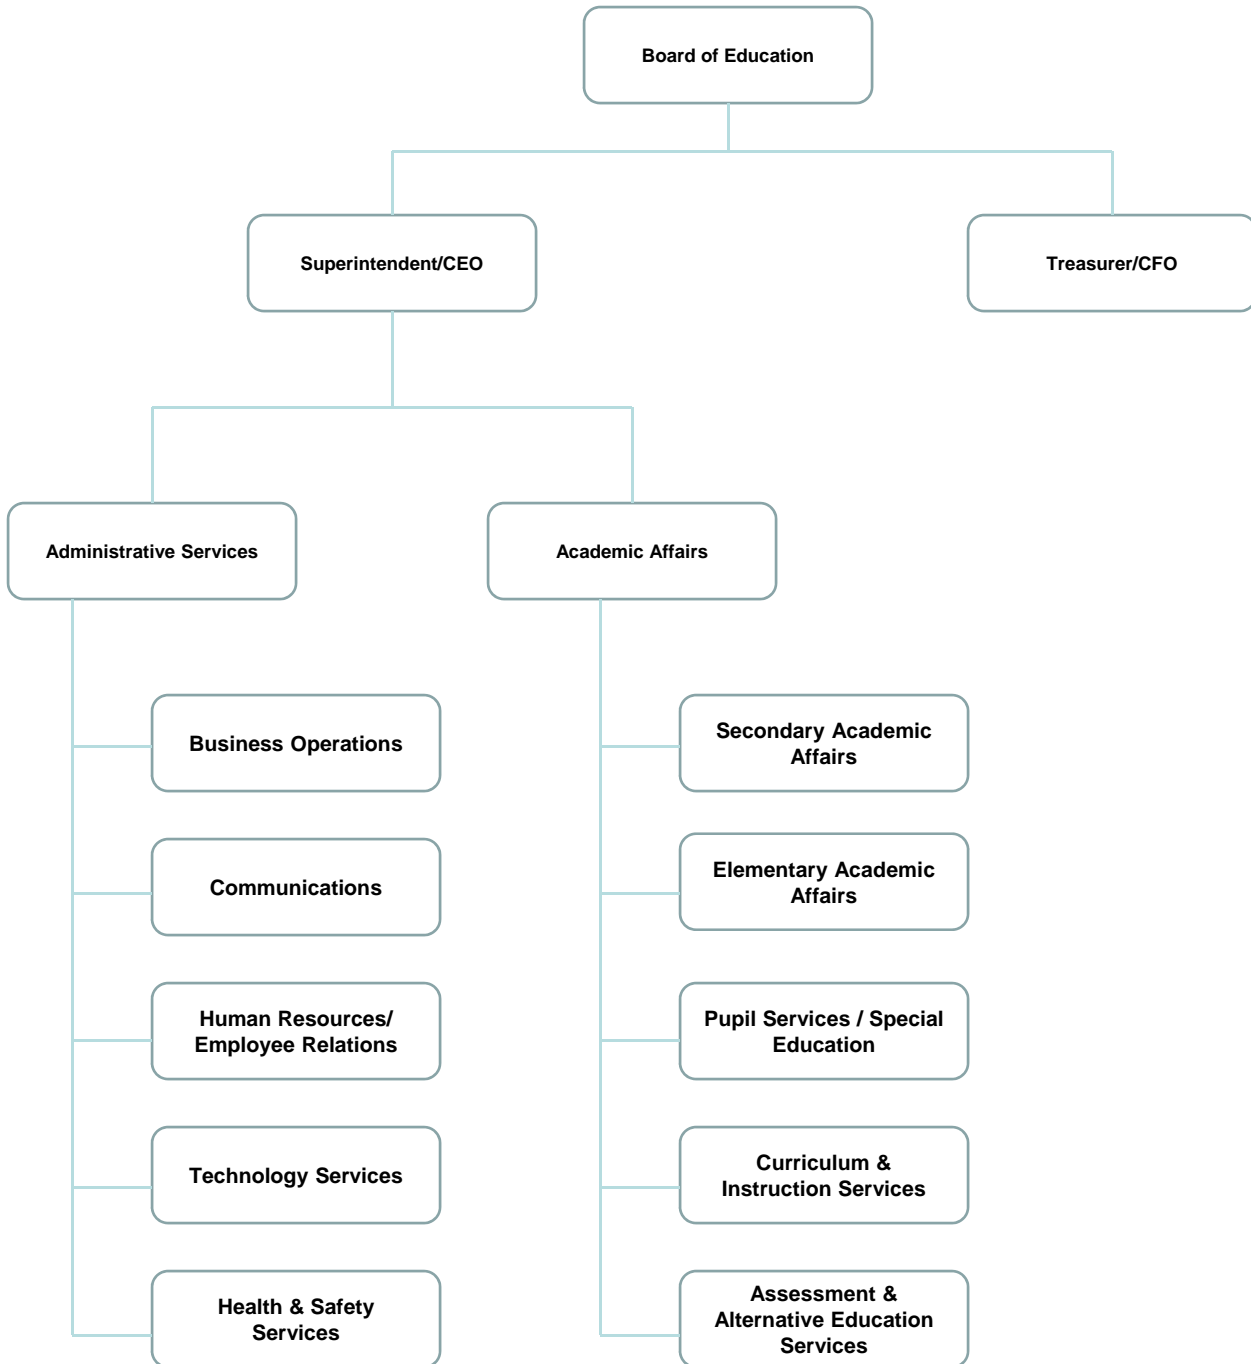 Board of Education
Superintendent/CEO
Treasurer/CFO
Administrative Services
Academic Affairs
Business Operations
Secondary Academic
Affairs
Communications
Elementary Academic
Affairs
Human Resources/
Employee Relations
Pupil Services / Special
Education
Technology Services
Curriculum &
Instruction Services
Health & Safety
Services
Assessment &
Alternative Education
Services